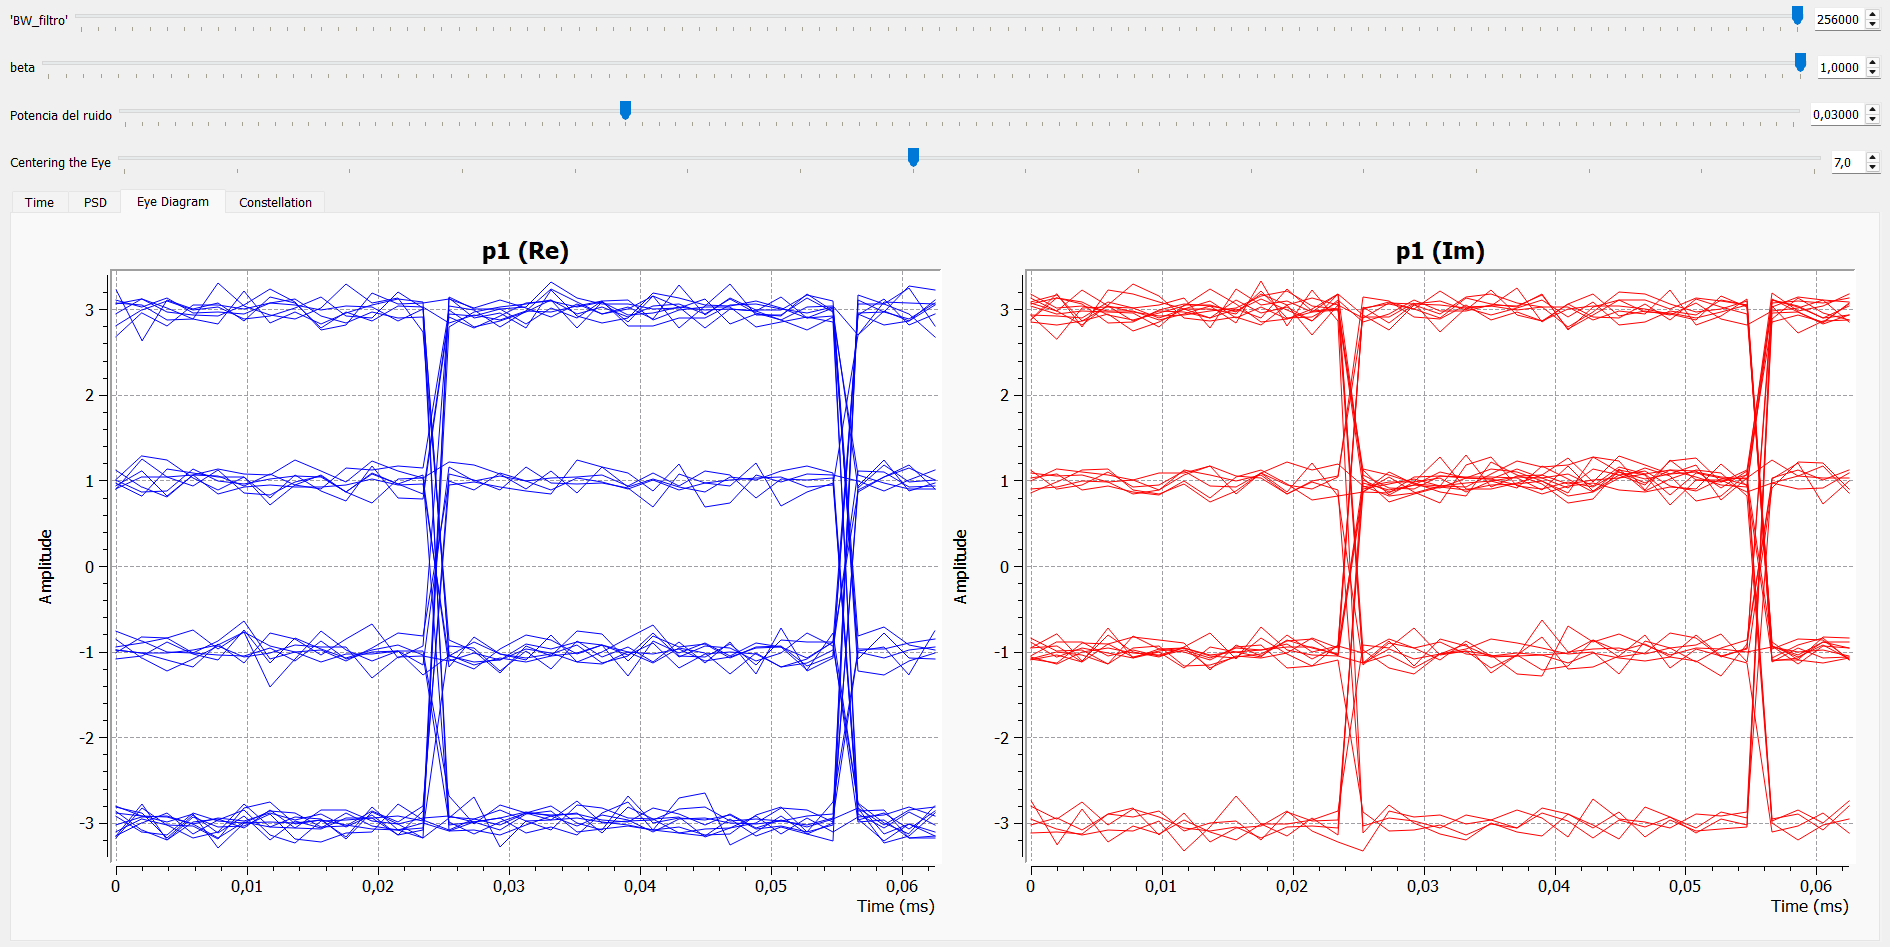 'BW_filtro' 256000
beta 1,0000
Potencia del ruido 0,03000
Centering the Eye 7,0
Time PSD Eye Diagram Constellation
p1 (Re)
3
2
1
0
-1
-2
-3
Amplitude
0 0,01 0,02 0,03 0,04 0,05 0,06
Time (ms)
p1 (Im)
3
2
1
0
-1
-2
-3
Amplitude
0 0,01 0,02 0,03 0,04 0,05 0,06
Time (ms)